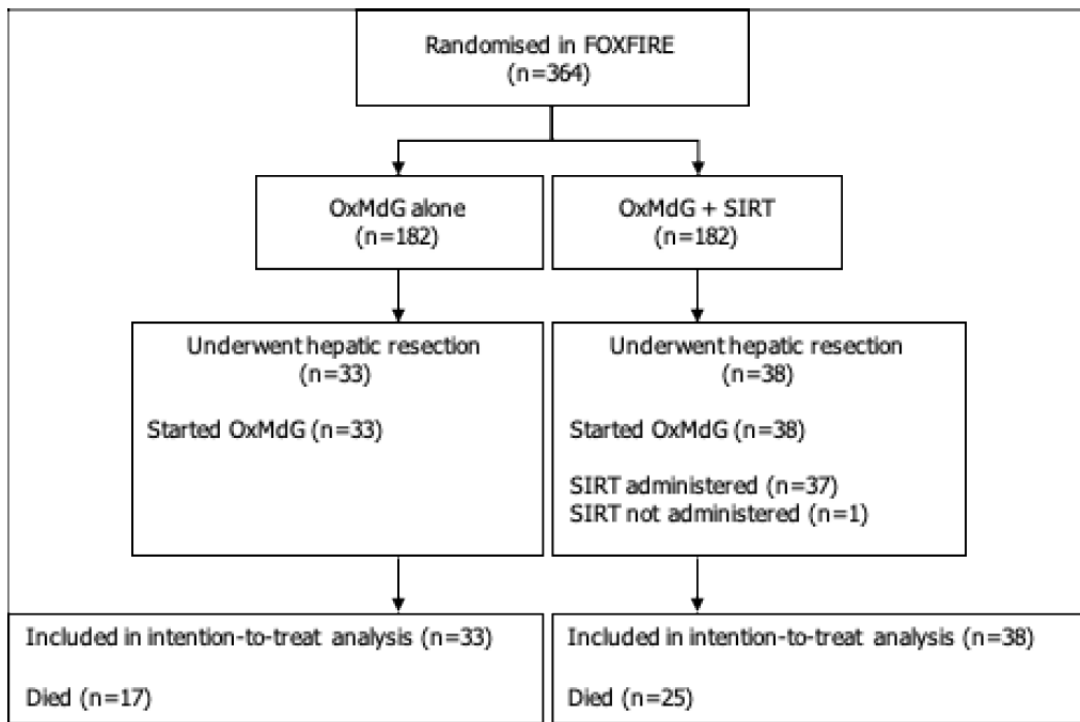 Randomised in FOXFIRE
(n=364)
OxMdG alone
(n=182)
OxMdG + SIRT
(n=182)
Underwent hepatic resection
(n=33)
Started OxMdG (n=33)
Underwent hepatic resection
(n=38)
Started OxMdG (n=38)
SIRT administered (n=37)
SIRT not administered (n=1)
Included in intention-to-treat analysis (n=33)
Died (n=17)
Included in intention-to-treat analysis (n=38)
Died (n=25)